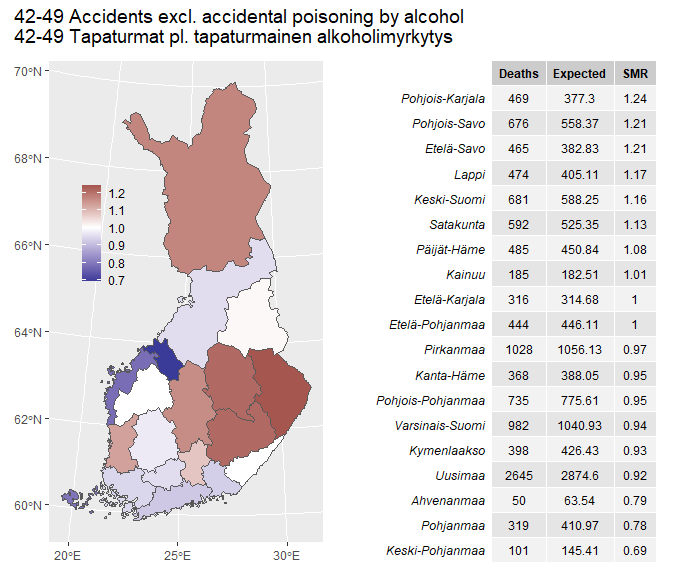 42-49 Accidents excl. accidental poisoning by alcohol
42-49 Tapaturmat pl. tapaturmainen alkoholimyrkytys
70°N
68°N
66°N
64°N
62°N
60°N
20°E
25°E
30°E
1.2
1.1
1.0
0.9
0.8
0.7
Deaths Expected SMR
Pohjois-Karjala 469 377.3 1.24
Pohjois-Savo 676 558.37 1.21
Etelä-Savo 465 382.83 1.21
Lappi 474 405.11 1.17
Keski-Suomi 681 588.25 1.16
Satakunta 592 525.35 1.13
Päijät-Häme 485 450.84 1.08
Kainuu 185 182.51 1.01
Etelä-Karjala 316 314.68 1
Etelä-Pohjanmaa 444 446.11 1
Pirkanmaa 1028 1056.13 0.97
Kanta-Häme 368 388.05 0.95
Pohjois-Pohjanmaa 735 775.61 0.95
Varsinais-Suomi 982 1040.93 0.94
Kymenlaakso 398 426.43 0.93
Uusimaa 2645 2874.6 0.92
Ahvenanmaa 50 63.54 0.79
Pohjanmaa 319 410.97 0.78
Keski-Pohjanmaa 101 145.41 0.69